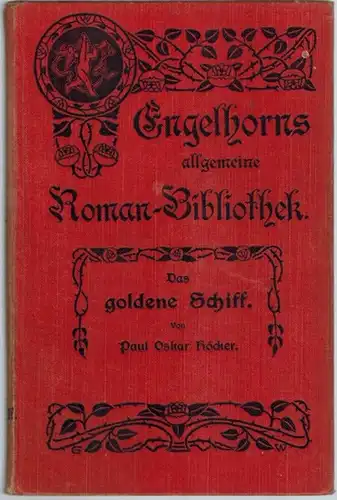 Engelhorns
allgemeine
Roman-Bibliothek.
Das
goldene Schiff.
Von
Paul Oskar Höcker.
G W